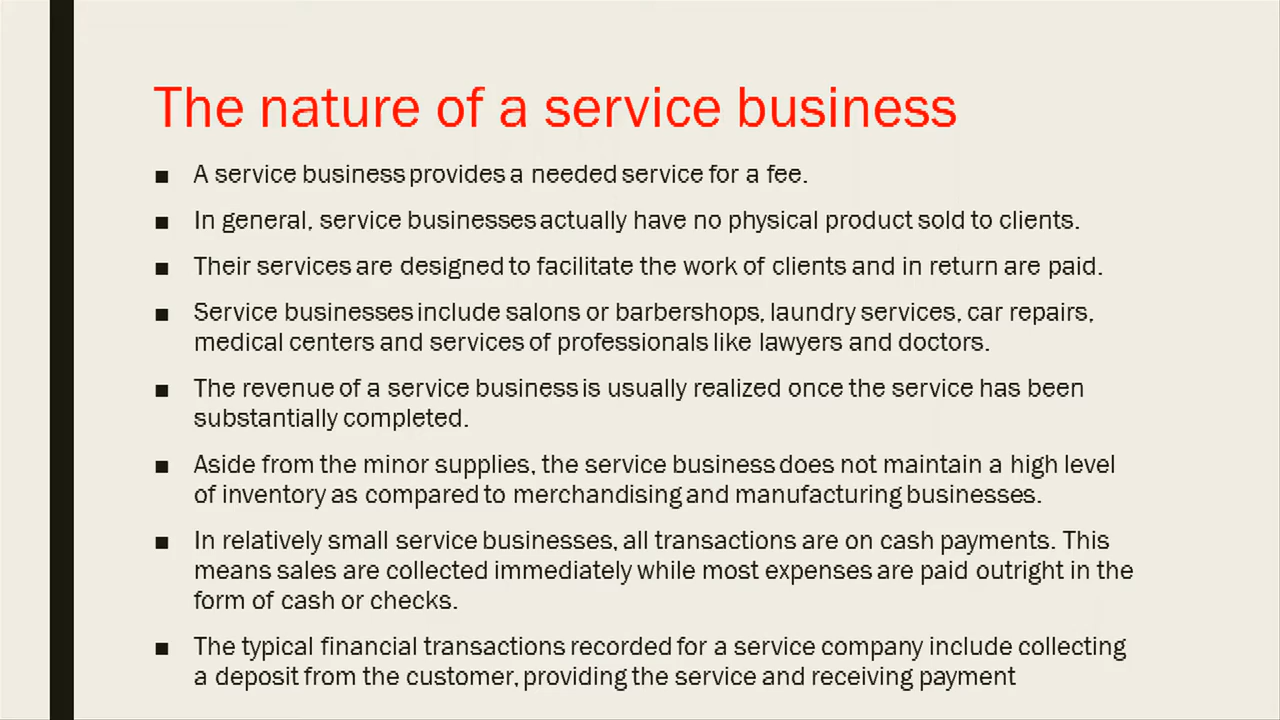 The nature of a service business
■ A service business provides a needed service for a fee.
■ In general, service businesses actually have no physical product sold to clients.
■ Their services are designed to facilitate the work of clients and in return are paid.
■ Service businesses include salons or barbershops, laundry services, car repairs,
medical centers and services of professionals like lawyers and doctors.
■ The revenue of a service business is usually realized once the service has been
substantially completed.
■ Aside from the minor supplies, the service business does not maintain a high level
of inventory as compared to merchandising and manufacturing businesses.
■ In relatively small service businesses, all transactions are on cash payments. This
means sales are collected immediately while most expenses are paid outright in the
form of cash or checks.
■ The typical financial transactions recorded for a service company include collecting
a deposit from the customer, providing the service and receiving payment